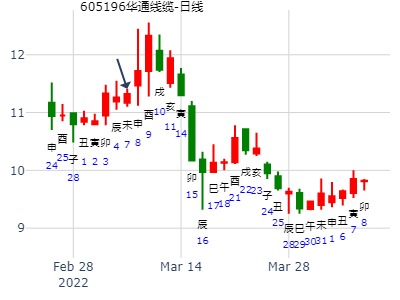 605196华通线缆-日线
12
11
10
9
申
24
酉
25
子
28
丑
1
寅
2
卯
3
辰
4
未
7
申
8
酉
9
戌
10
亥
11
寅
14
卯
15
辰
16
巳
17
午
18
酉
21
戌
22
亥
23
子
24
丑
25
辰
28
巳
29
午
30
未
31
申
1
丑
6
寅
7
卯
8
Feb 28
2022
Mar 14
Mar 28